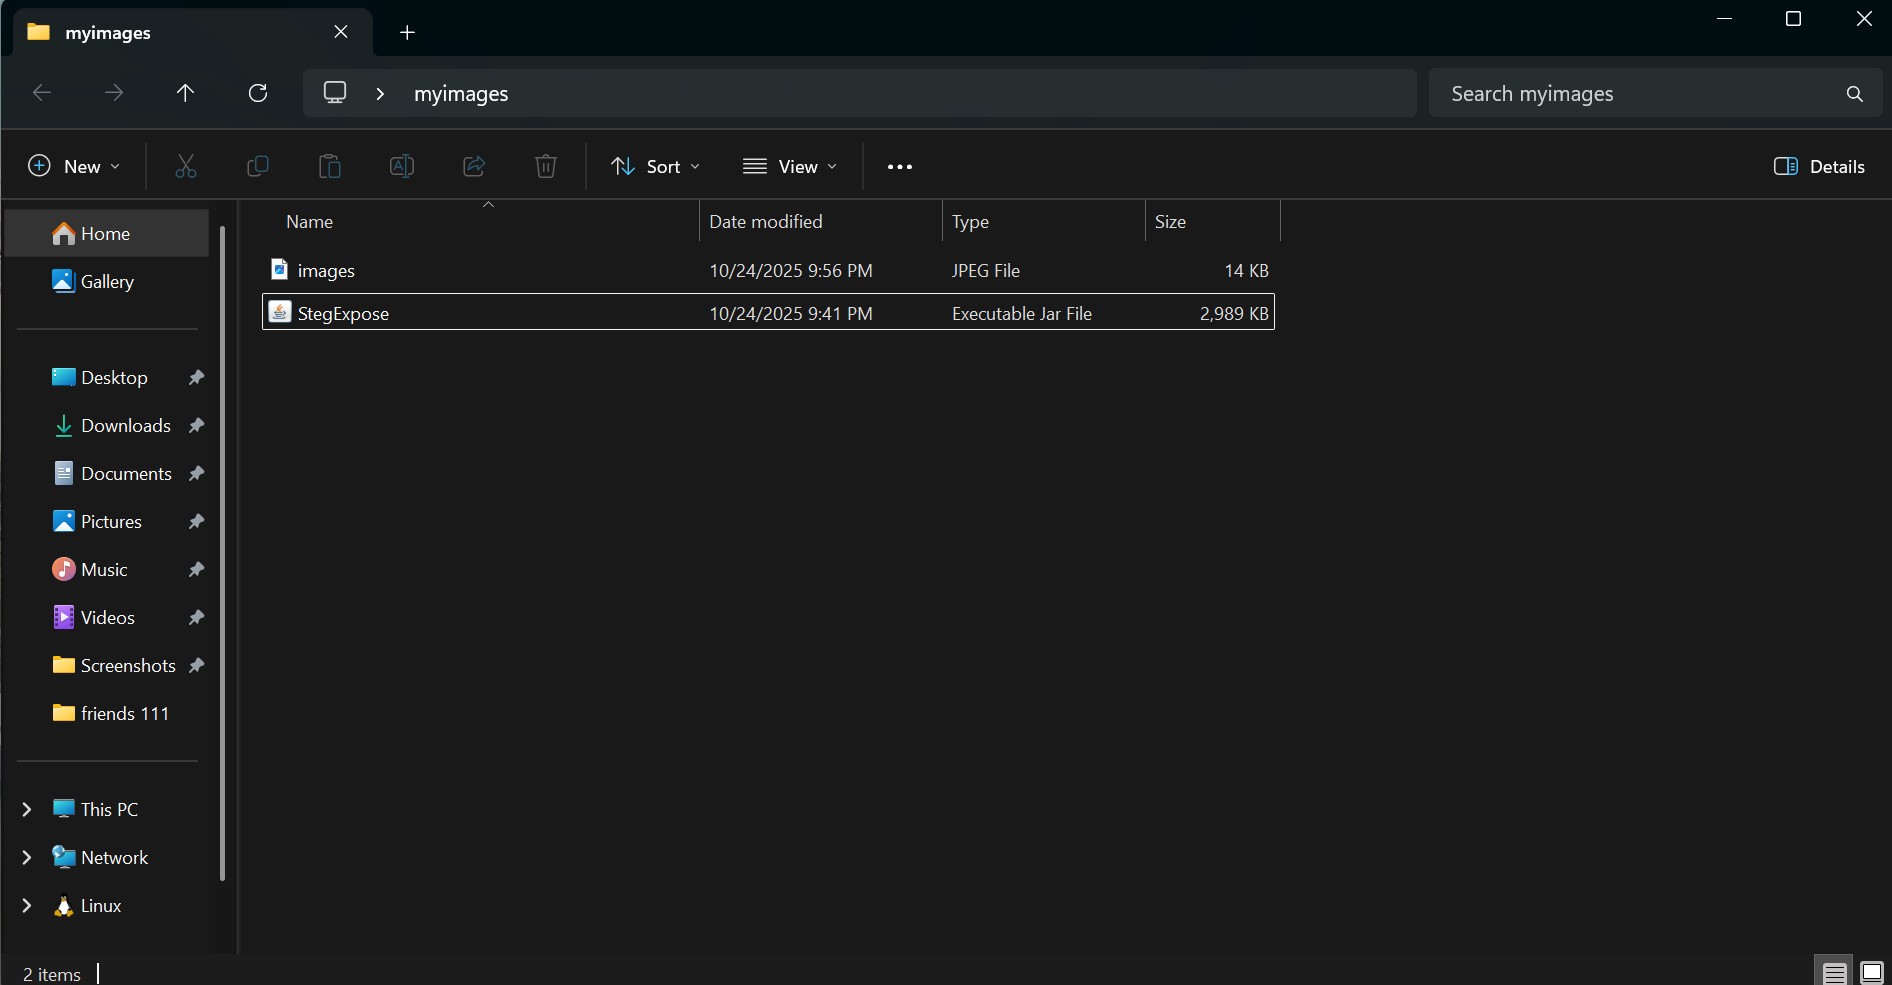 myimages
myimages
Search myimages
New
Sort
View
Details
Name Date modified Type Size
images 10/24/2025 9:56 PM JPEG File 14 KB
StegExpose 10/24/2025 9:41 PM Executable Jar File 2,989 KB
Home
Gallery
Desktop
Downloads
Documents
Pictures
Music
Videos
Screenshots
friends 111
This PC
Network
Linux
2 items